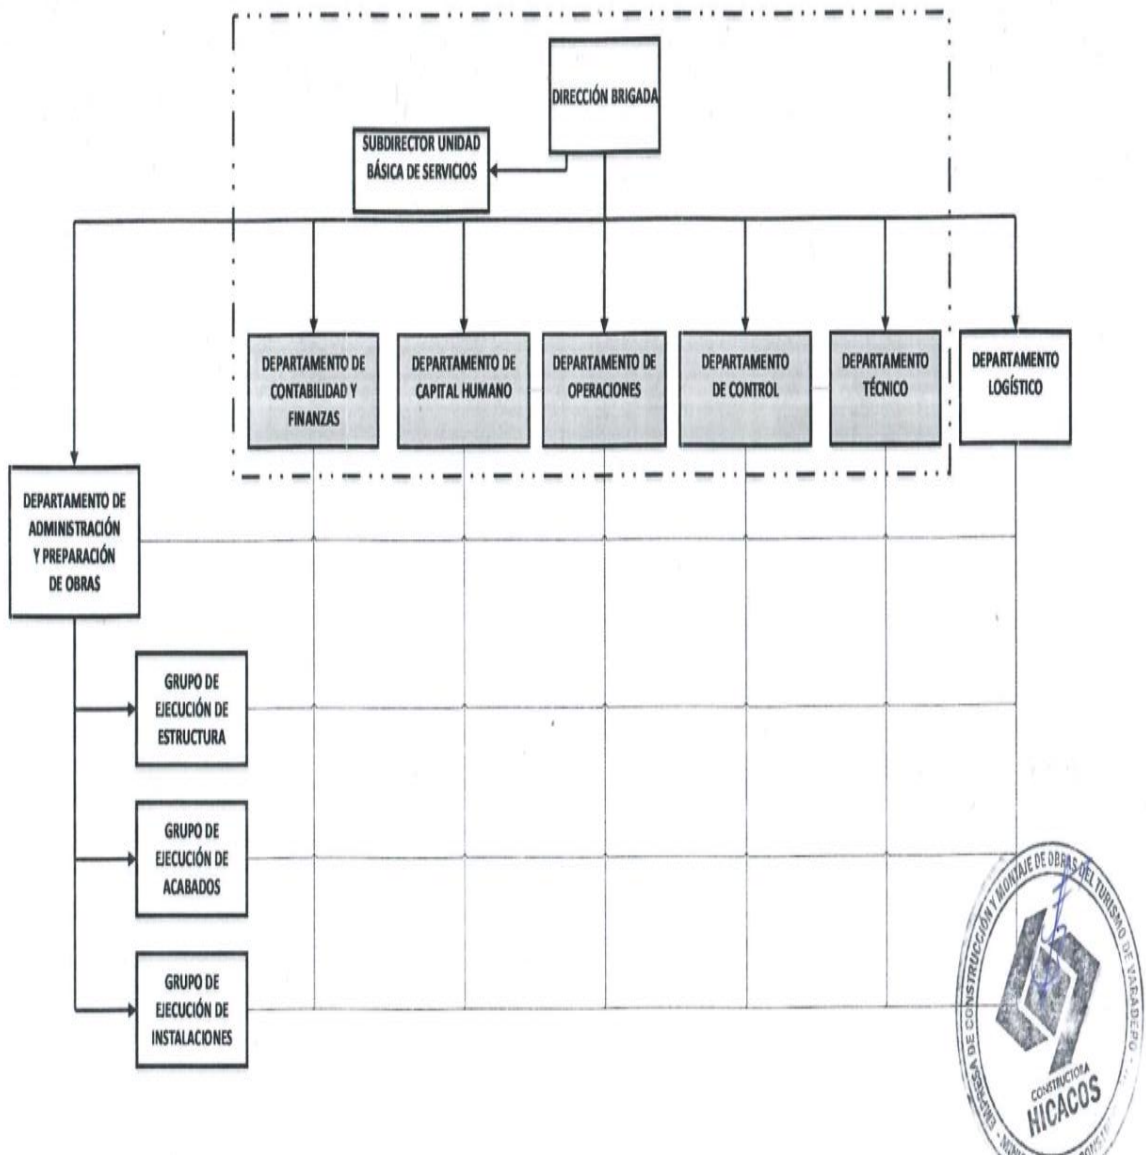 DIRECCIÓN BRIGADA
SUBDIRECTOR UNIDAD
BÁSICA DE SERVICIOS
DEPARTAMENTO DE
CONTABILIDAD Y
FINANZAS
DEPARTAMENTO DE
CAPITAL HUMANO
DEPARTAMENTO DE
OPERACIONES
DEPARTAMENTO
DE CONTROL
DEPARTAMENTO
TÉCNICO
DEPARTAMENTO
LOGÍSTICO
DEPARTAMENTO DE
ADMINISTRACIÓN
Y PREPARACIÓN
DE OBRAS
GRUPO DE
EJECUCIÓN DE
ESTRUCTURA
GRUPO DE
EJECUCIÓN DE
ACABADOS
GRUPO DE
EJECUCIÓN DE
INSTALACIONES
EMPRESA DE CONSTRUCCIÓN Y MONTAJE DE OBRAS DEL TURISMO DE VARADERO
CONSTRUCTORA
HICACOS